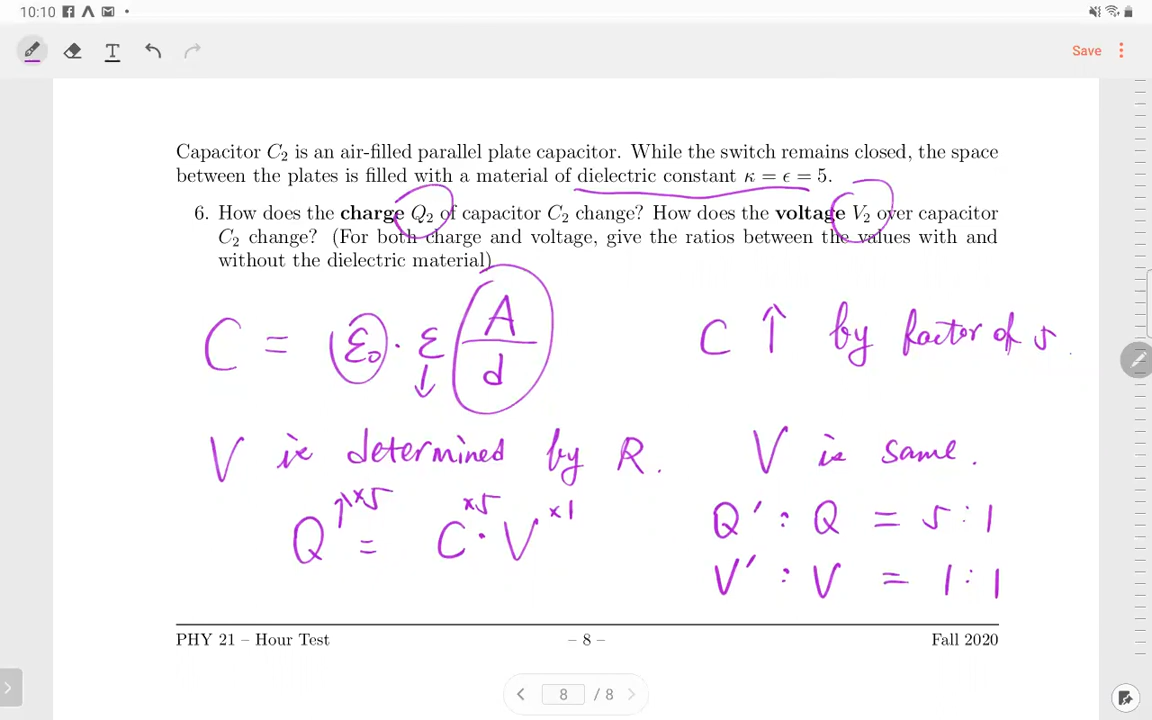 10:10
Save
Capacitor C₂ is an air-filled parallel plate capacitor. While the switch remains closed, the space
between the plates is filled with a material of dielectric constant κ = ϵ = 5.
6. How does the charge Q₂ of capacitor C₂ change? How does the voltage V₂ over capacitor
C₂ change? (For both charge and voltage, give the ratios between the values with and
without the dielectric material)
C = (ε₀) · ε (A/d)
C ↑ by factor of 5.
↓
V is determined by R. V is same.
↑×5 ×5 ×1
Q = C · V
Q′ : Q = 5 : 1
V′ : V = 1 : 1
PHY 21 – Hour Test – 8 – Fall 2020
8 / 8